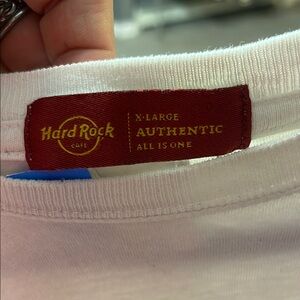 Hard Rock
CAFE
X-LARGE
AUTHENTIC
ALL IS ONE